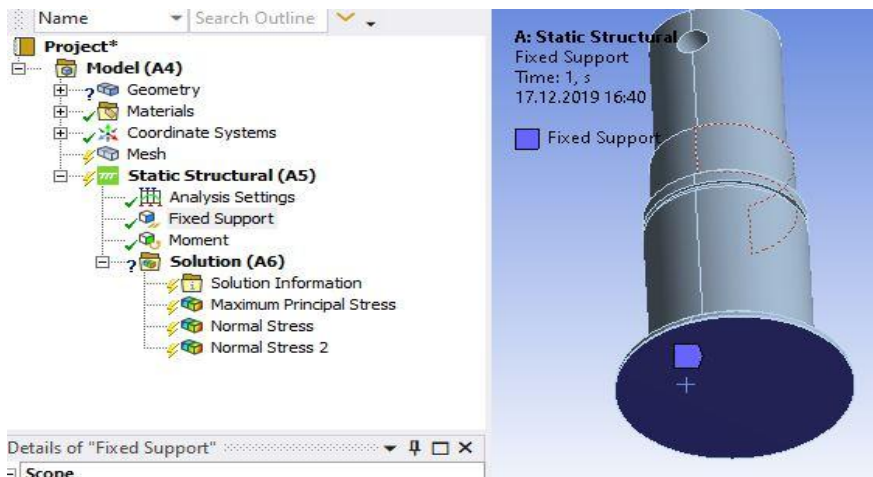 Name
Search Outline
Project*
Model (A4)
Geometry
Materials
Coordinate Systems
Mesh
Static Structural (A5)
Analysis Settings
Fixed Support
Moment
Solution (A6)
Solution Information
Maximum Principal Stress
Normal Stress
Normal Stress 2
Details of "Fixed Support"
Scope
A: Static Structural
Fixed Support
Time: 1, s
17.12.2019 16:40
Fixed Support